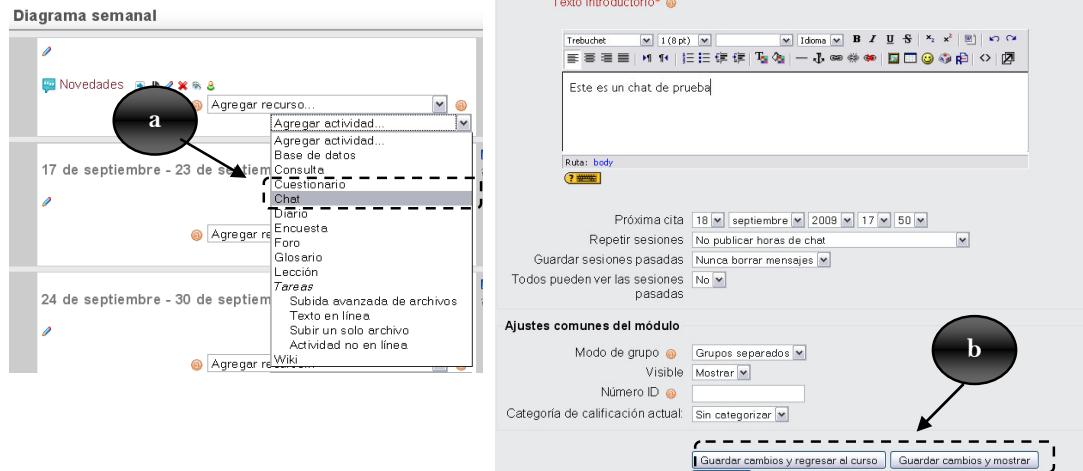 Diagrama semanal
Novedades
Agregar recurso...
Agregar actividad...
Agregar actividad...
Base de datos
Consulta
Cuestionario
Chat
Diario
Encuesta
Foro
Glosario
Lección
Tareas
Subida avanzada de archivos
Texto en línea
Subir un solo archivo
Actividad no en línea
Wiki
a
17 de septiembre - 23 de septiem
Agregar re
24 de septiembre - 30 de septiem
Agregar
Texto introductorio*
Trebuchet 1 (8 pt) Idioma B I U S x₂ x²
Este es un chat de prueba
Ruta: body
Próxima cita 18 septiembre 2009 17 50
Repetir sesiones No publicar horas de chat
Guardar sesiones pasadas Nunca borrar mensajes
Todos pueden ver las sesiones No
pasadas
Ajustes comunes del módulo
Modo de grupo Grupos separados
Visible Mostrar
Número ID
Categoría de calificación actual: Sin categorizar
b
Guardar cambios y regresar al curso Guardar cambios y mostrar